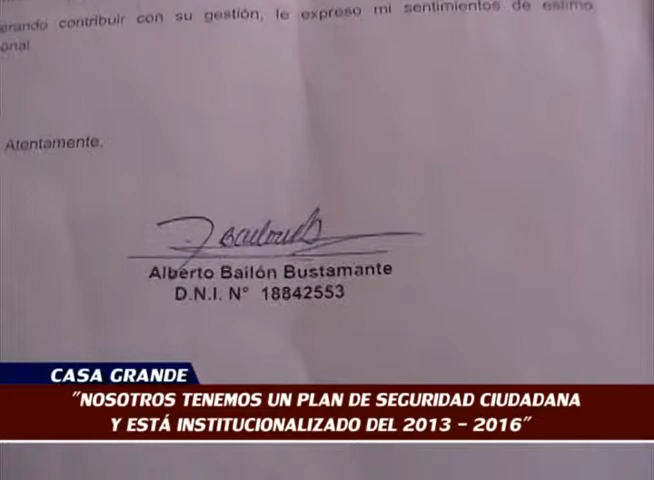 erando contribuir con su gestión, le expreso mi sentimientos de estimo
onal
Atentamente,
Alberto Bailón Bustamante
D.N.I. N° 18842553
CASA GRANDE
"NOSOTROS TENEMOS UN PLAN DE SEGURIDAD CIUDADANA
Y ESTÁ INSTITUCIONALIZADO DEL 2013 - 2016"